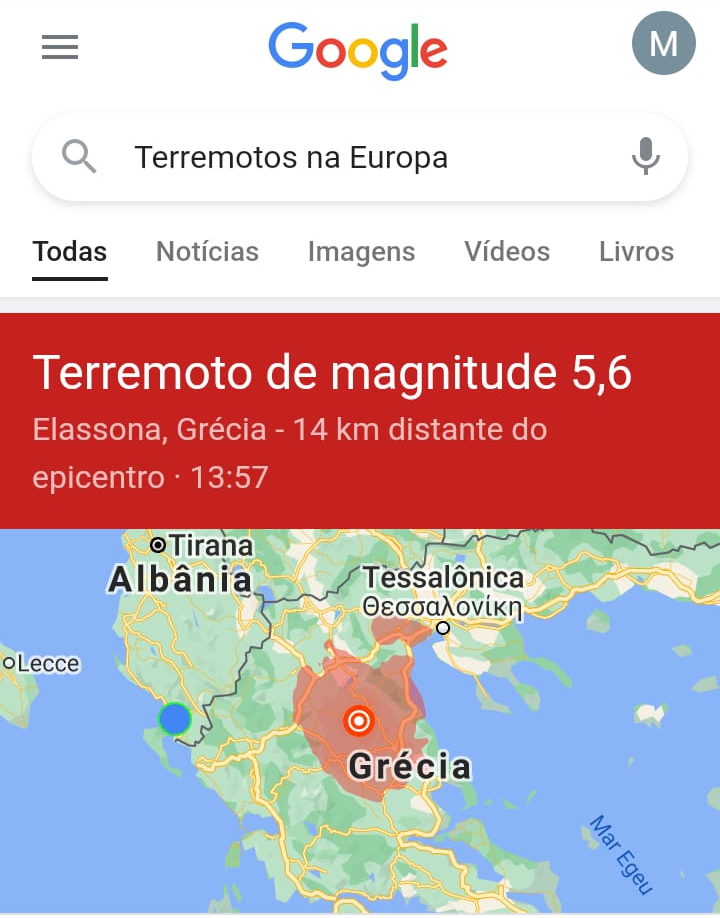 Google
M
Terremotos na Europa
Todas Notícias Imagens Vídeos Livros
Terremoto de magnitude 5,6
Elassona, Grécia - 14 km distante do
epicentro · 13:57
Tirana
Albânia
Tessalônica
Θεσσαλονίκη
Lecce
Grécia
Mar Egeu